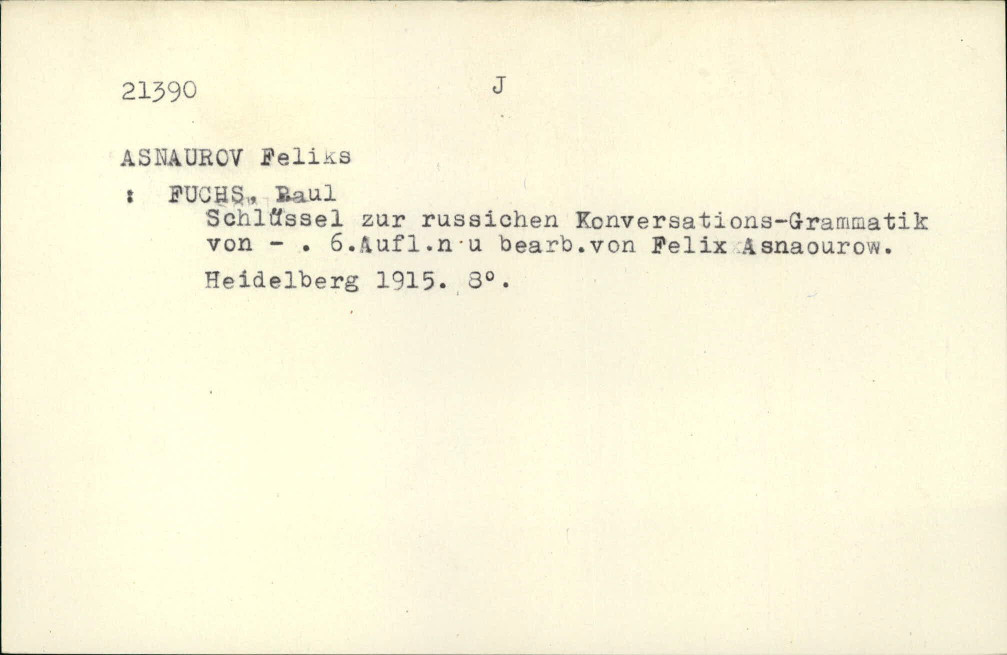 21390 J
ASNAUROV Feliks
: FUCHS, Paul
Schlüssel zur russichen Konversations-Grammatik
von - . 6.Aufl.n u bearb.von Felix Asnaourow.
Heidelberg 1915. 8°.